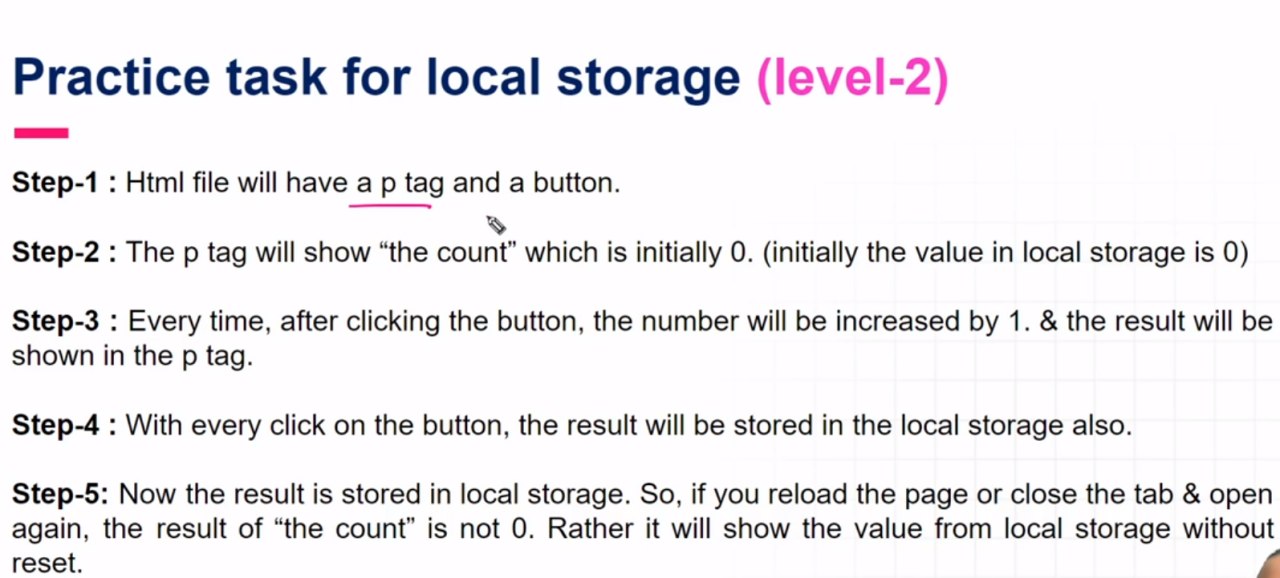 Practice task for local storage (level-2)
Step-1 : Html file will have a p tag and a button.
Step-2 : The p tag will show “the count” which is initially 0. (initially the value in local storage is 0)
Step-3 : Every time, after clicking the button, the number will be increased by 1. & the result will be
shown in the p tag.
Step-4 : With every click on the button, the result will be stored in the local storage also.
Step-5: Now the result is stored in local storage. So, if you reload the page or close the tab & open
again, the result of “the count” is not 0. Rather it will show the value from local storage without
reset.